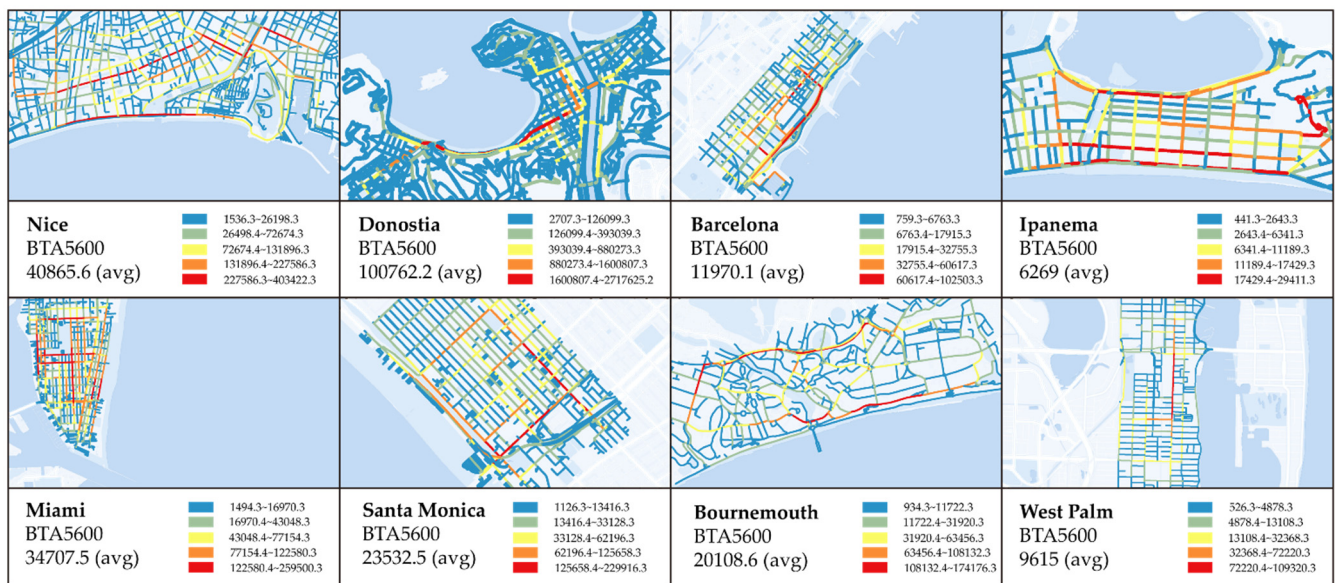 Nice
BTA5600
40865.6 (avg)
1536.3~26198.3
26498.4~72674.3
72674.4~131896.3
131896.4~227586.3
227586.3~403422.3
Donostia
BTA5600
100762.2 (avg)
2707.3~126099.3
126099.4~393039.3
393039.4~880273.3
880273.4~1600807.3
1600807.4~2717625.2
Barcelona
BTA5600
11970.1 (avg)
759.3~6763.3
6763.4~17915.3
17915.4~32755.3
32755.4~60617.3
60617.4~102503.3
Ipanema
BTA5600
6269 (avg)
441.3~2643.3
2643.4~6341.3
6341.4~11189.3
11189.4~17429.3
17429.4~29411.3
Miami
BTA5600
34707.5 (avg)
1494.3~16970.3
16970.4~43048.3
43048.4~77154.3
77154.4~122580.3
122580.4~259500.3
Santa Monica
BTA5600
23532.5 (avg)
1126.3~13416.3
13416.4~33128.3
33128.4~62196.3
62196.4~125658.3
125658.4~229916.3
Bournemouth
BTA5600
20108.6 (avg)
934.3~11722.3
11722.4~31920.3
31920.4~63456.3
63456.4~108132.3
108132.4~174176.3
West Palm
BTA5600
9615 (avg)
526.3~4878.3
4878.4~13108.3
13108.4~32368.3
32368.4~72220.3
72220.4~109320.3